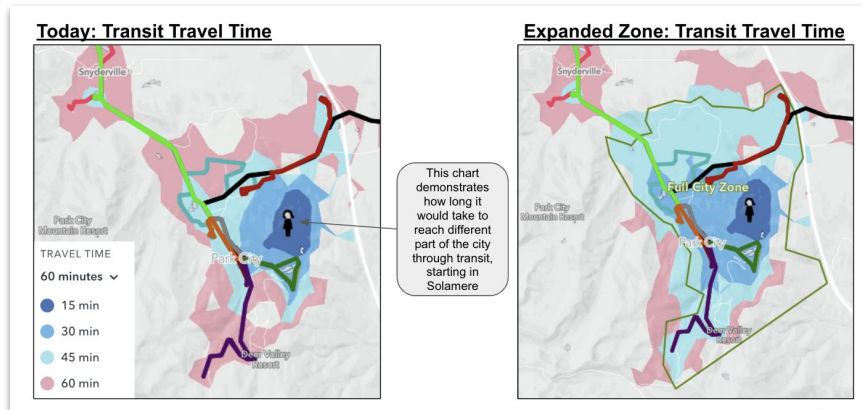 Today: Transit Travel Time
Snyderville
Park City
Mountain Resort
Park City
Deer Valley
Resort
TRAVEL TIME
60 minutes
15 min
30 min
45 min
60 min
This chart
demonstrates
how long it
would take to
reach different
part of the city
through transit,
starting in
Solamere
Expanded Zone: Transit Travel Time
Snyderville
Full City Zone
Park City
Mountain Resort
Park City
Deer Valley
Resort